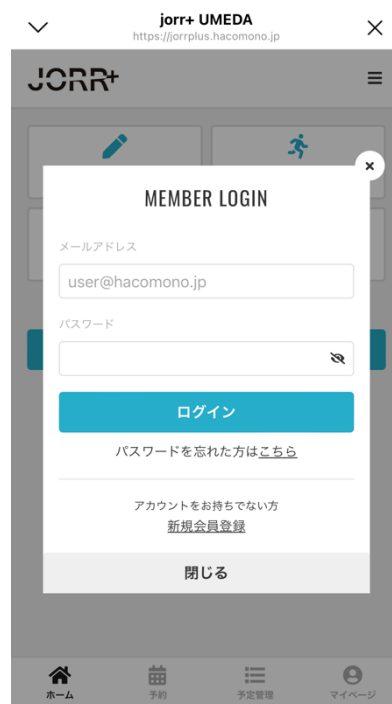 jorr+ UMEDA
https://jorrplus.hacomono.jp
JORR+
MEMBER LOGIN
メールアドレス
user@hacomono.jp
パスワード
ログイン
パスワードを忘れた方はこちら
アカウントをお持ちでない方
新規会員登録
閉じる
ホーム
予約
予定管理
マイページ